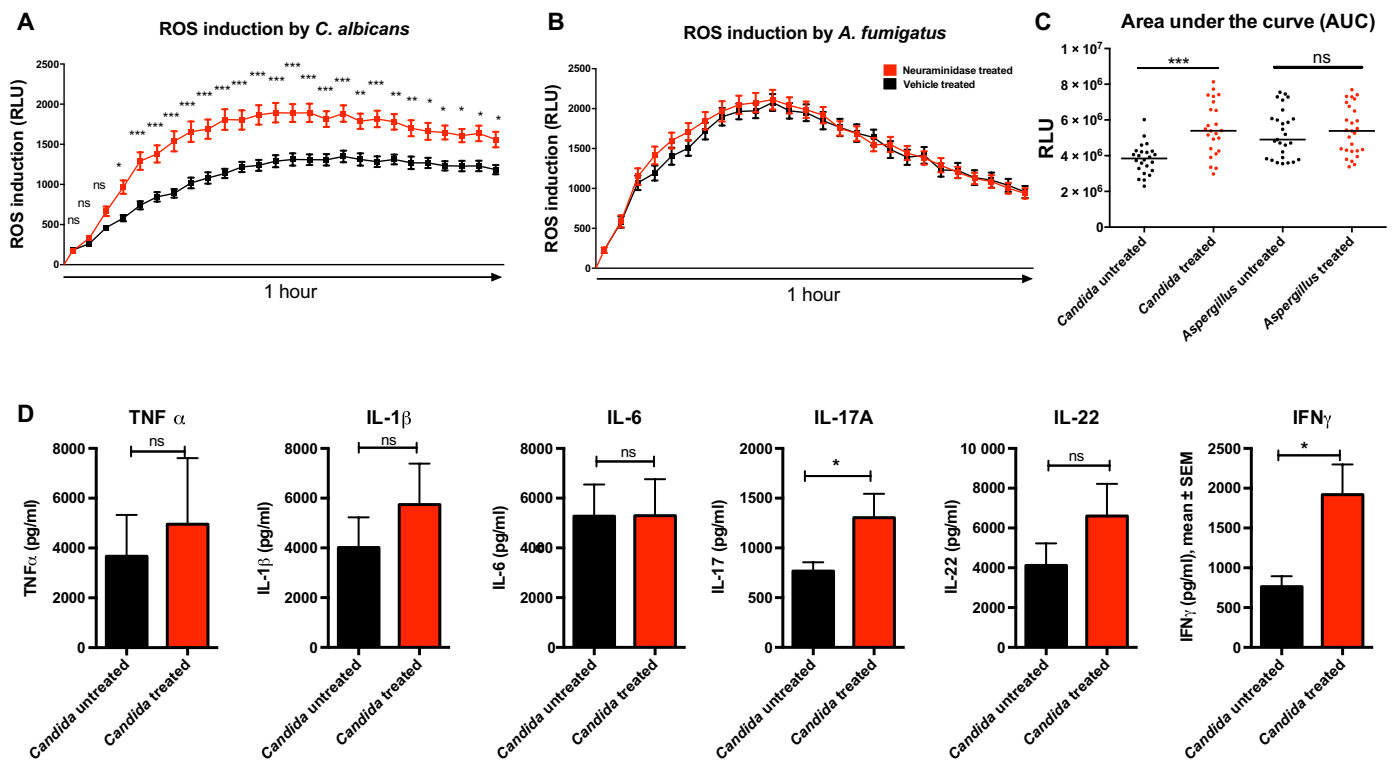 A
ROS induction by C. albicans
ROS induction (RLU)
2500
2000
1500
1000
500
0
ns
ns
ns
*
***
***
***
***
***
***
***
***
***
***
***
***
***
**
***
**
**
*
*
*
*
*
1 hour
B
ROS induction by A. fumigatus
ROS induction (RLU)
2500
2000
1500
1000
500
0
Neuraminidase treated
Vehicle treated
1 hour
C
Area under the curve (AUC)
RLU
1 × 10⁷
8 × 10⁶
6 × 10⁶
4 × 10⁶
2 × 10⁶
0
***
ns
Candida untreated
Candida treated
Aspergillus untreated
Aspergillus treated
D
TNF α
TNFα (pg/ml)
8000
6000
4000
2000
0
ns
Candida untreated
Candida treated
IL-1β
IL-1β (pg/ml)
8000
6000
4000
2000
0
ns
Candida untreated
Candida treated
IL-6
IL-6 (pg/ml)
8000
6000
4000
2000
0
ns
Candida untreated
Candida treated
IL-17A
IL-17 (pg/ml)
2000
1500
1000
500
0
*
Candida untreated
Candida treated
IL-22
IL-22 (pg/ml)
10 000
8000
6000
4000
2000
0
ns
Candida untreated
Candida treated
IFNγ
IFNγ (pg/ml), mean ± SEM
2500
2000
1500
1000
500
0
*
Candida untreated
Candida treated